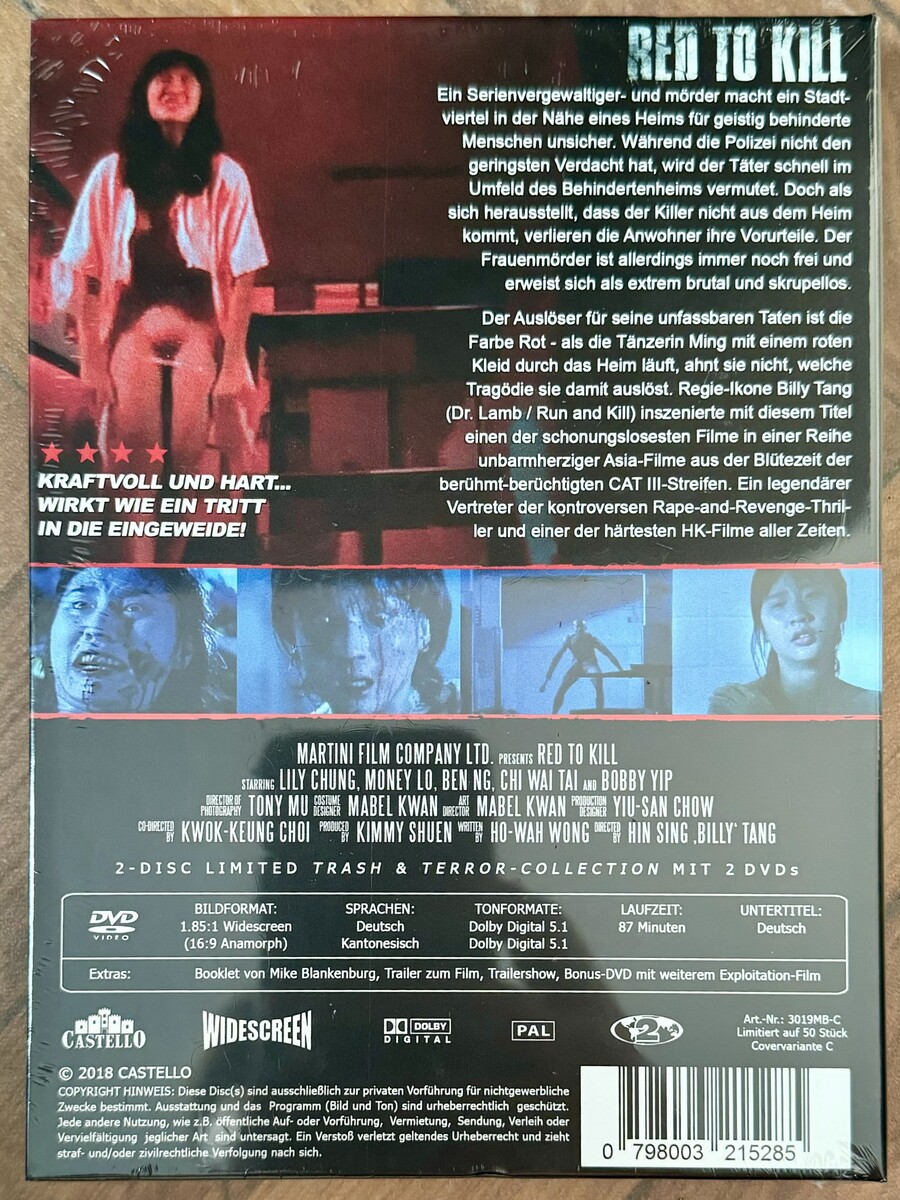 RED TO KILL
Ein Serienvergewaltiger- und mörder macht ein Stadt-
viertel in der Nähe eines Heims für geistig behinderte
Menschen unsicher. Während die Polizei nicht den
geringsten Verdacht hat, wird der Täter schnell im
Umfeld des Behindertenheims vermutet. Doch als
sich herausstellt, dass der Killer nicht aus dem Heim
kommt, verlieren die Anwohner ihre Vorurteile. Der
Frauenmörder ist allerdings immer noch frei und
erweist sich als extrem brutal und skrupellos.
Der Auslöser für seine unfassbaren Taten ist die
Farbe Rot - als die Tänzerin Ming mit einem roten
Kleid durch das Heim läuft, ahnt sie nicht, welche
Tragödie sie damit auslöst. Regie-Ikone Billy Tang
(Dr. Lamb / Run and Kill) inszenierte mit diesem Titel
einen der schonungslosesten Filme in einer Reihe
unbarmherziger Asia-Filme aus der Blütezeit der
berühmt-berüchtigten CAT III-Streifen. Ein legendärer
Vertreter der kontroversen Rape-and-Revenge-Thril-
ler und einer der härtesten HK-Filme aller Zeiten.
KRAFTVOLL UND HART...
WIRKT WIE EIN TRITT
IN DIE EINGEWEIDE!
MARTINI FILM COMPANY LTD. PRESENTS RED TO KILL
STARRING LILY CHUNG, MONEY LO, BEN NG, CHI WAI TAI AND BOBBY YIP
DIRECTOR OF PHOTOGRAPHY TONY MU COSTUME DESIGNER MABEL KWAN ART DIRECTOR MABEL KWAN PRODUCTION DESIGNER YIU-SAN CHOW
CO-DIRECTED BY KWOK-KEUNG CHOI PRODUCED BY KIMMY SHUEN WRITTEN BY HO-WAH WONG DIRECTED BY HIN SING ‚BILLY‘ TANG
2-DISC LIMITED TRASH & TERROR-COLLECTION MIT 2 DVDs
DVD VIDEO
BILDFORMAT:
1.85:1 Widescreen
(16:9 Anamorph)
SPRACHEN:
Deutsch
Kantonesisch
TONFORMATE:
Dolby Digital 5.1
Dolby Digital 5.1
LAUFZEIT:
87 Minuten
UNTERTITEL:
Deutsch
Extras: Booklet von Mike Blankenburg, Trailer zum Film, Trailershow, Bonus-DVD mit weiterem Exploitation-Film
CASTELLO
WIDESCREEN
DOLBY
DIGITAL
PAL
2
Art.-Nr.: 3019MB-C
Limitiert auf 50 Stück
Covervariante C
© 2018 CASTELLO
COPYRIGHT HINWEIS: Diese Disc(s) sind ausschließlich zur privaten Vorführung für nichtgewerbliche
Zwecke bestimmt. Ausstattung und das Programm (Bild und Ton) sind urheberrechtlich geschützt.
Jede andere Nutzung, wie z.B. öffentliche Auf- oder Vorführung, Vermietung, Sendung, Verleih oder
Vervielfältigung jeglicher Art sind untersagt. Ein Verstoß verletzt geltendes Urheberrecht und zieht
straf- und/oder zivilrechtliche Verfolgung nach sich.
0 798003 215285